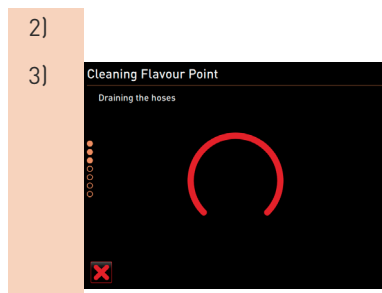 2)
3)
Cleaning Flavour Point
Draining the hoses